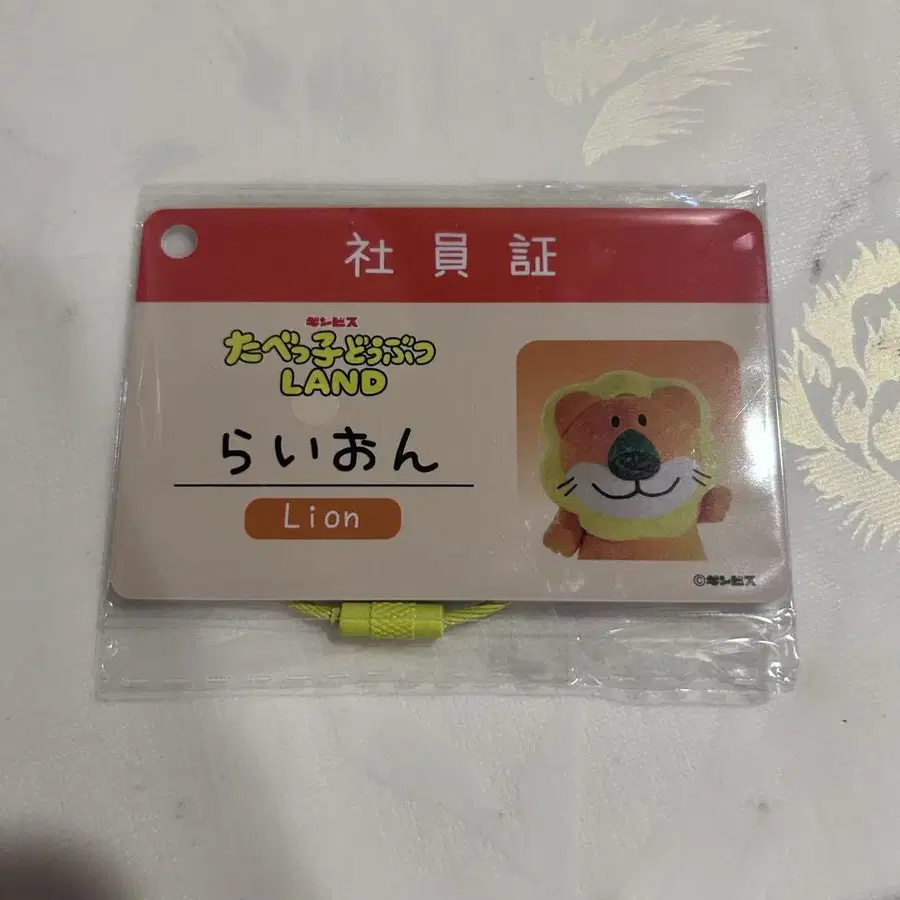 社員証
ギンビス
たべっ子どうぶつ
LAND
らいおん
Lion
©ギンビス